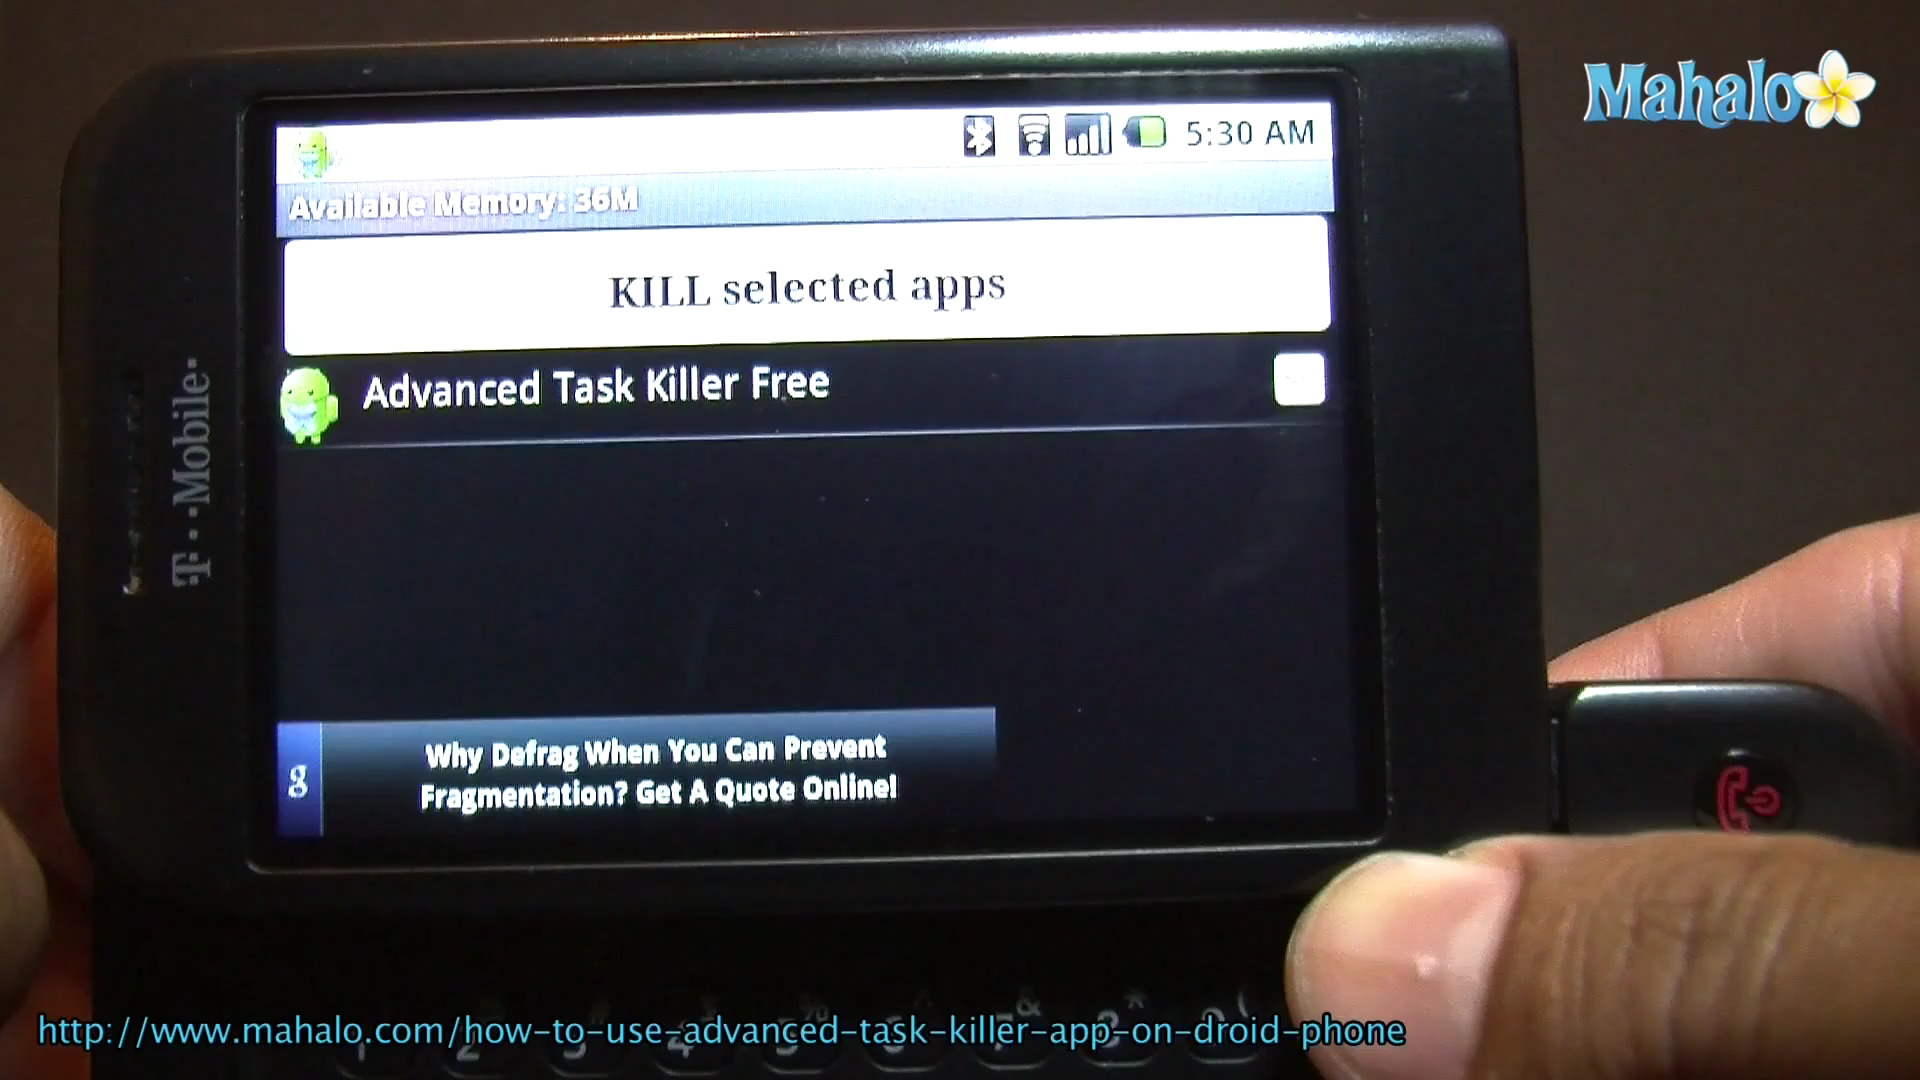 Mahalo
5:30 AM
Available Memory: 36M
KILL selected apps
Advanced Task Killer Free
T··Mobile·
g
Why Defrag When You Can Prevent
Fragmentation? Get A Quote Online!
http://www.mahalo.com/how-to-use-advanced-task-killer-app-on-droid-phone